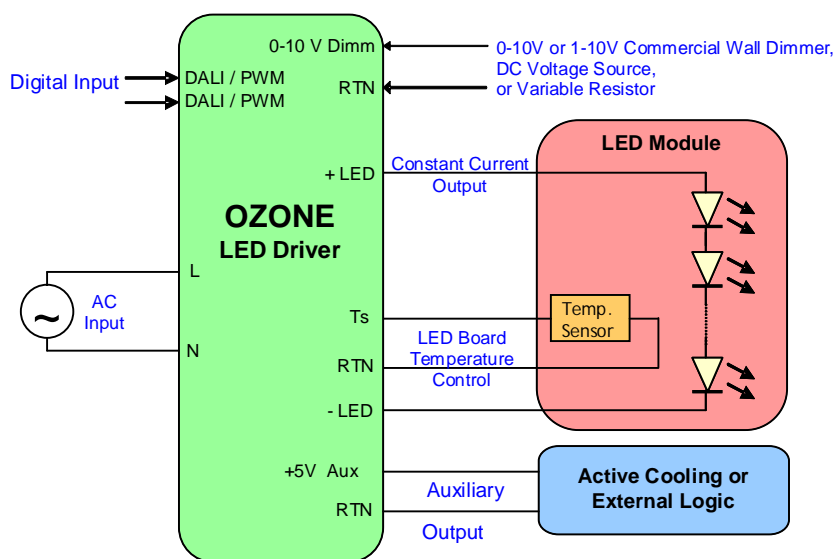 0-10 V Dimm
0-10V or 1-10V Commercial Wall Dimmer,
DC Voltage Source,
or Variable Resistor
Digital Input
DALI / PWM
DALI / PWM
RTN
LED Module
+ LED
Constant Current
Output
OZONE
LED Driver
L
AC
Input
~
N
Ts
Temp.
Sensor
LED Board
Temperature
Control
RTN
- LED
+5V Aux
Auxiliary
Active Cooling or
External Logic
RTN
Output